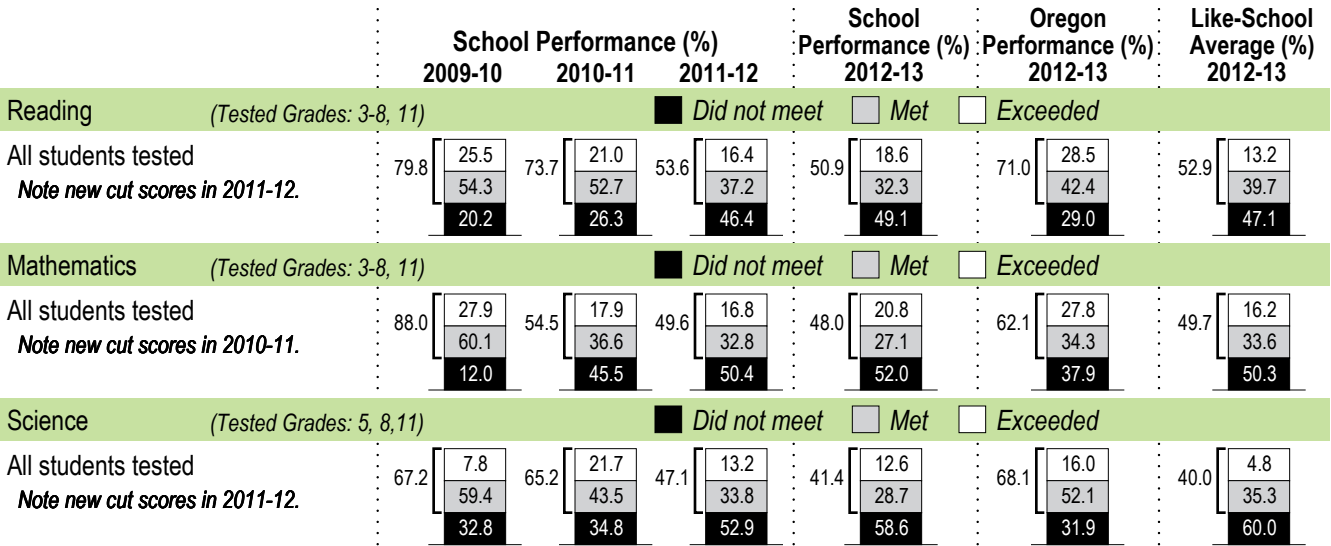 School Performance (%)
2009-10 2010-11 2011-12
School Performance (%) 2012-13
Oregon Performance (%) 2012-13
Like-School Average (%) 2012-13
Reading (Tested Grades: 3-8, 11) Did not meet Met Exceeded
All students tested
Note new cut scores in 2011-12.
79.8 25.5 73.7 21.0 53.6 16.4 50.9 18.6 71.0 28.5 52.9 13.2
54.3 52.7 37.2 32.3 42.4 39.7
20.2 26.3 46.4 49.1 29.0 47.1
Mathematics (Tested Grades: 3-8, 11) Did not meet Met Exceeded
All students tested
Note new cut scores in 2010-11.
88.0 27.9 54.5 17.9 49.6 16.8 48.0 20.8 62.1 27.8 49.7 16.2
60.1 36.6 32.8 27.1 34.3 33.6
12.0 45.5 50.4 52.0 37.9 50.3
Science (Tested Grades: 5, 8,11) Did not meet Met Exceeded
All students tested
Note new cut scores in 2011-12.
67.2 7.8 65.2 21.7 47.1 13.2 41.4 12.6 68.1 16.0 40.0 4.8
59.4 43.5 33.8 28.7 52.1 35.3
32.8 34.8 52.9 58.6 31.9 60.0